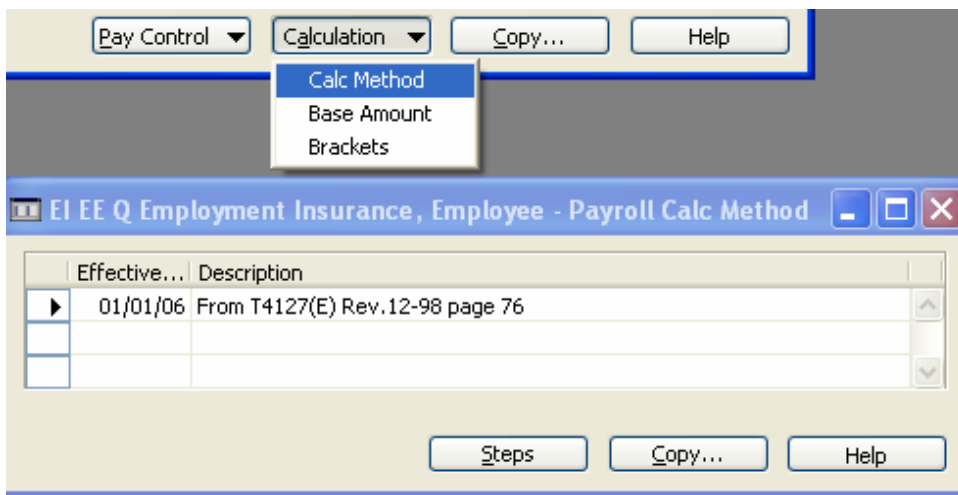 Pay Control Calculation Copy... Help
Calc Method
Base Amount
Brackets
EI EE Q Employment Insurance, Employee - Payroll Calc Method
Effective... Description
01/01/06 From T4127(E) Rev.12-98 page 76
Steps Copy... Help